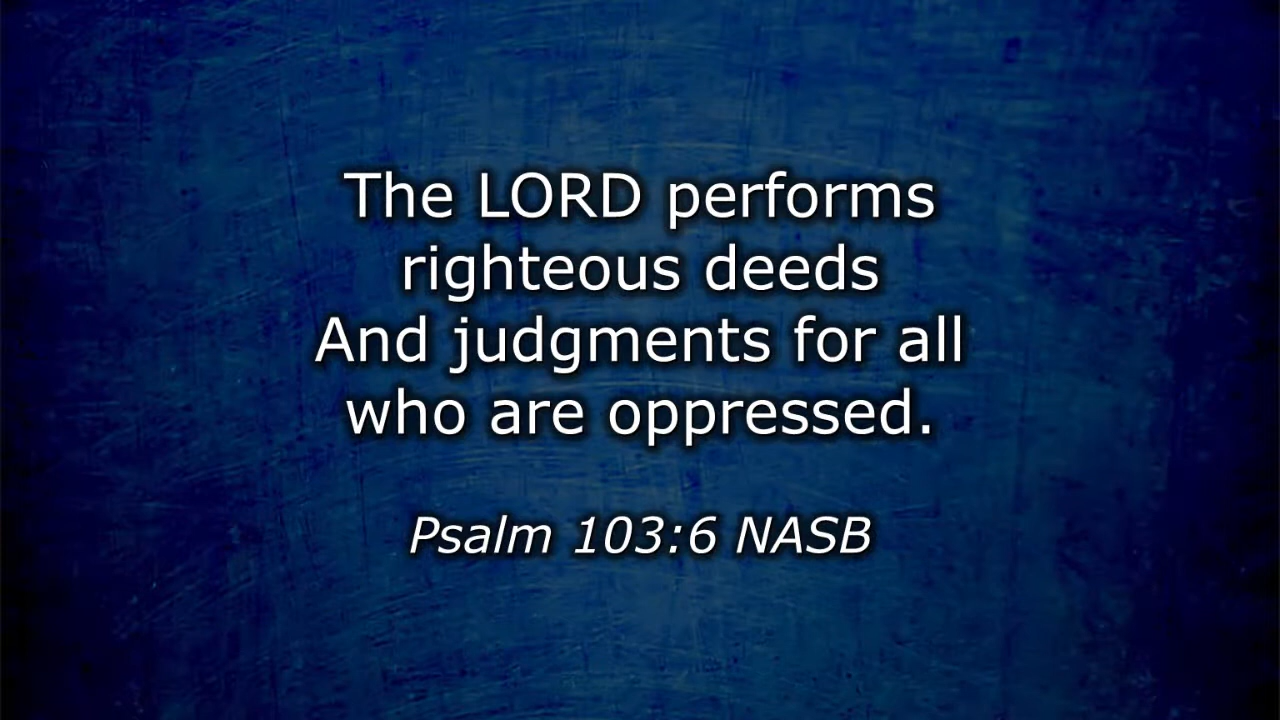 The LORD performs
righteous deeds
And judgments for all
who are oppressed.
Psalm 103:6 NASB